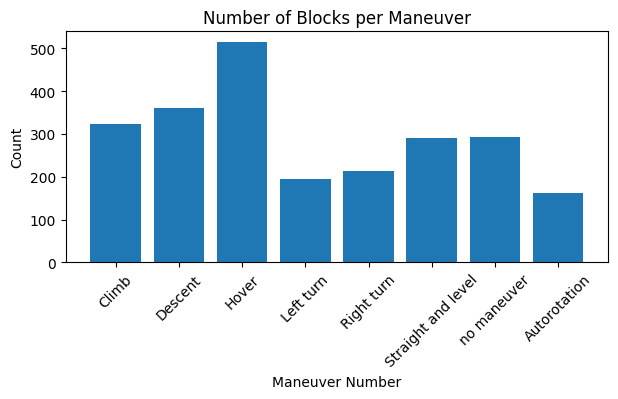 Number of Blocks per Maneuver
Count
500
400
300
200
100
0
Climb
Descent
Hover
Left turn
Right turn
Straight and level
no maneuver
Autorotation
Maneuver Number